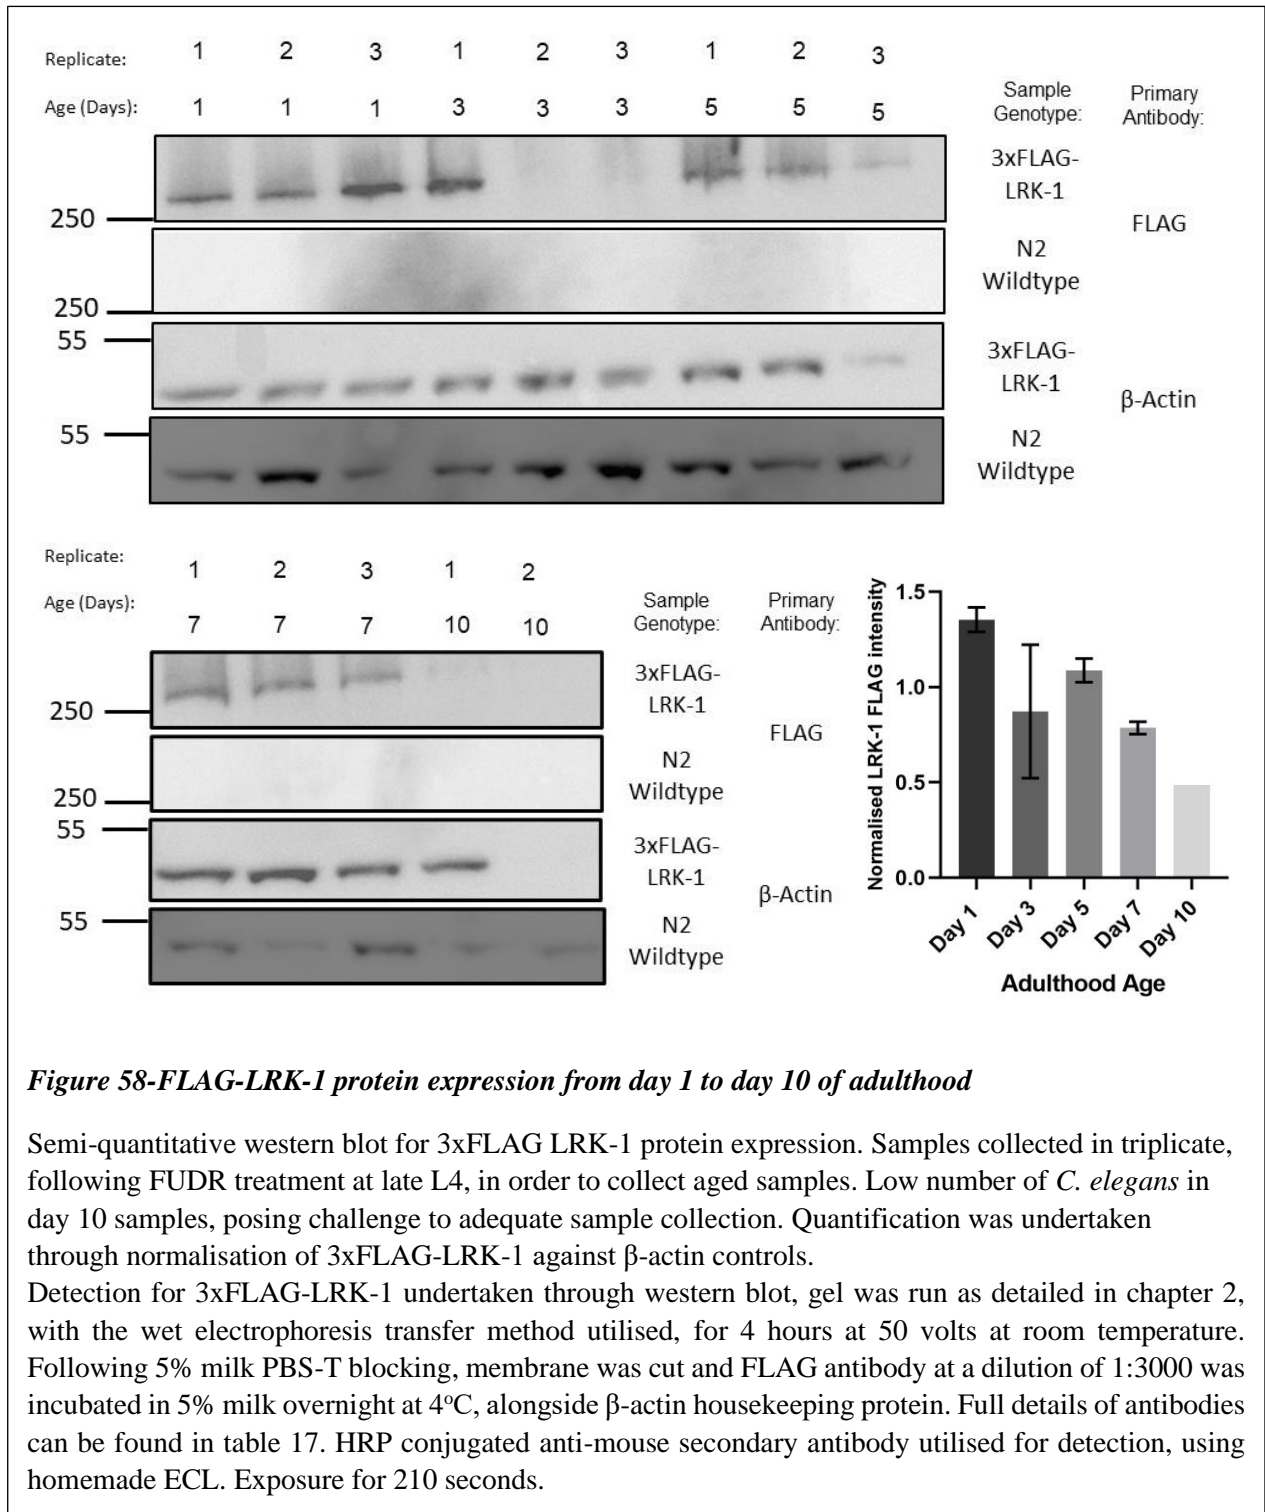 Replicate: 1 2 3 1 2 3 1 2 3
Age (Days): 1 1 1 3 3 3 5 5 5
Sample Genotype: Primary Antibody:
3xFLAG-
LRK-1
250
FLAG
N2
Wildtype
250
55
3xFLAG-
LRK-1
β-Actin
55
N2
Wildtype
Replicate: 1 2 3 1 2
Age (Days): 7 7 7 10 10
Sample Genotype: Primary Antibody:
3xFLAG-
LRK-1
250
FLAG
N2
Wildtype
250
55
3xFLAG-
LRK-1
β-Actin
55
N2
Wildtype
Normalised LRK-1 FLAG intensity
1.5
1.0
0.5
0.0
Day 1 Day 3 Day 5 Day 7 Day 10
Adulthood Age
Figure 58-FLAG-LRK-1 protein expression from day 1 to day 10 of adulthood
Semi-quantitative western blot for 3xFLAG LRK-1 protein expression. Samples collected in triplicate,
following FUDR treatment at late L4, in order to collect aged samples. Low number of C. elegans in
day 10 samples, posing challenge to adequate sample collection. Quantification was undertaken
through normalisation of 3xFLAG-LRK-1 against β-actin controls.
Detection for 3xFLAG-LRK-1 undertaken through western blot, gel was run as detailed in chapter 2,
with the wet electrophoresis transfer method utilised, for 4 hours at 50 volts at room temperature.
Following 5% milk PBS-T blocking, membrane was cut and FLAG antibody at a dilution of 1:3000 was
incubated in 5% milk overnight at 4ᵒC, alongside β-actin housekeeping protein. Full details of antibodies
can be found in table 17. HRP conjugated anti-mouse secondary antibody utilised for detection, using
homemade ECL. Exposure for 210 seconds.